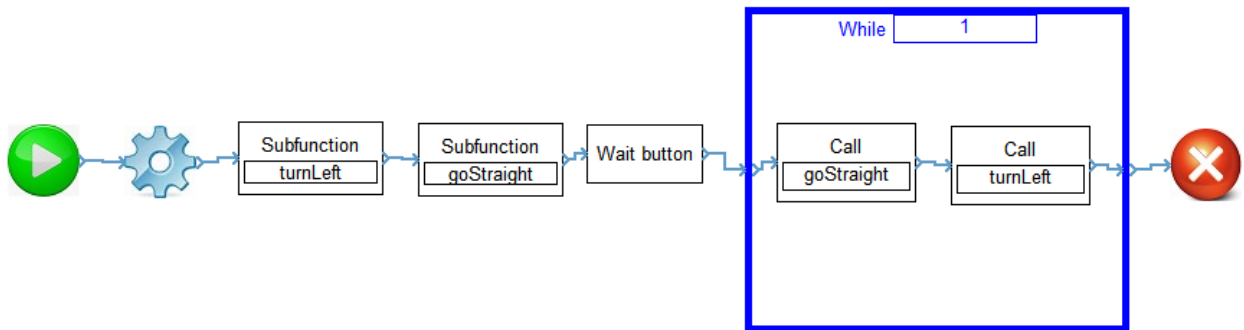 While 1
Subfunction
turnLeft
Subfunction
goStraight
Wait button
Call
goStraight
Call
turnLeft